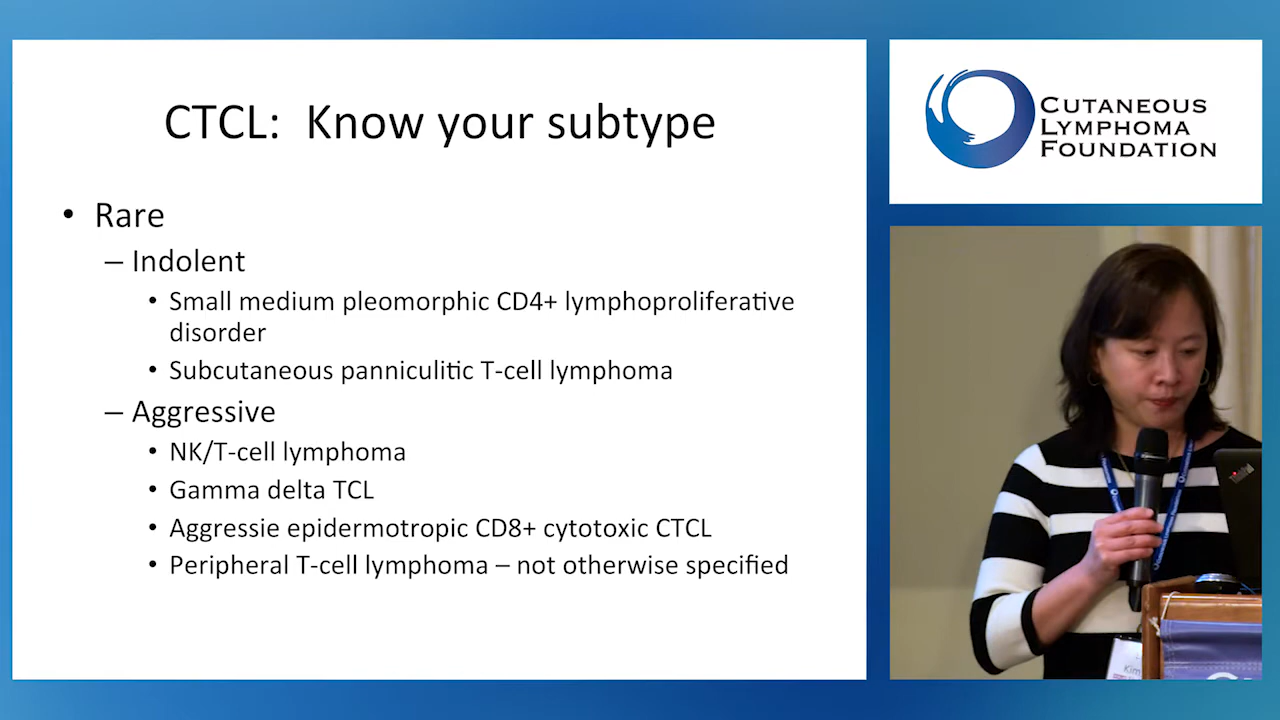 CTCL: Know your subtype
• Rare
– Indolent
• Small medium pleomorphic CD4+ lymphoproliferative
disorder
• Subcutaneous panniculitic T-cell lymphoma
– Aggressive
• NK/T-cell lymphoma
• Gamma delta TCL
• Aggressie epidermotropic CD8+ cytotoxic CTCL
• Peripheral T-cell lymphoma – not otherwise specified
CUTANEOUS
LYMPHOMA
FOUNDATION
Kim